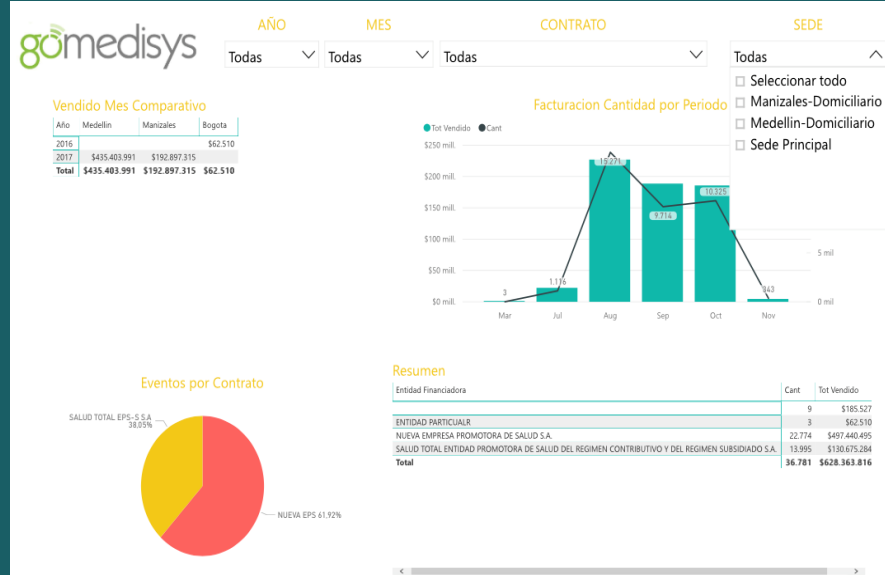 gomedisys
AÑO
MES
CONTRATO
SEDE
Todas
Todas
Todas
Todas
Seleccionar todo
Manizales-Domiciliario
Medellin-Domiciliario
Sede Principal
Vendido Mes Comparativo
Año Medellin Manizales Bogota
2016 $62.510
2017 $435.403.991 $192.897.315
Total $435.403.991 $192.897.315 $62.510
Facturacion Cantidad por Periodo
Tot Vendido Cant
$250 mill.
$200 mill.
$150 mill.
$100 mill.
$50 mill.
$0 mill.
3
1.116
15.271
9.714
10.325
343
5 mil
0 mil
Mar Jul Aug Sep Oct Nov
Eventos por Contrato
SALUD TOTAL EPS-S S.A
38,05%
NUEVA EPS 61,92%
Resumen
Entidad Financiadora Cant Tot Vendido
9 $185.527
ENTIDAD PARTICUALR 3 $62.510
NUEVA EMPRESA PROMOTORA DE SALUD S.A. 22.774 $497.440.495
SALUD TOTAL ENTIDAD PROMOTORA DE SALUD DEL REGIMEN CONTRIBUTIVO Y DEL REGIMEN SUBSIDIADO S.A. 13.995 $130.675.284
Total 36.781 $628.363.816